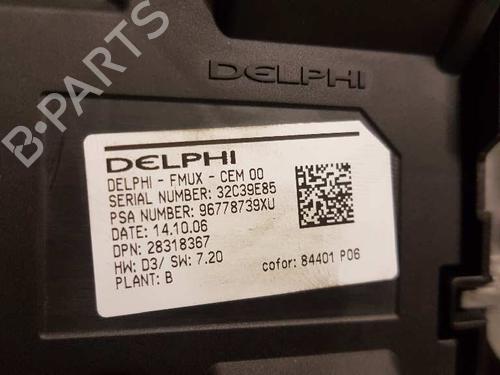 B-PARTS
DELPHI
DELPHI
DELPHI - FMUX - CEM 00
SERIAL NUMBER: 32C39E85
PSA NUMBER: 96778739XU
DATE: 14.10.06
DPN: 28318367
HW: D3/ SW: 7.20
PLANT: B
cofor: 84401 P06